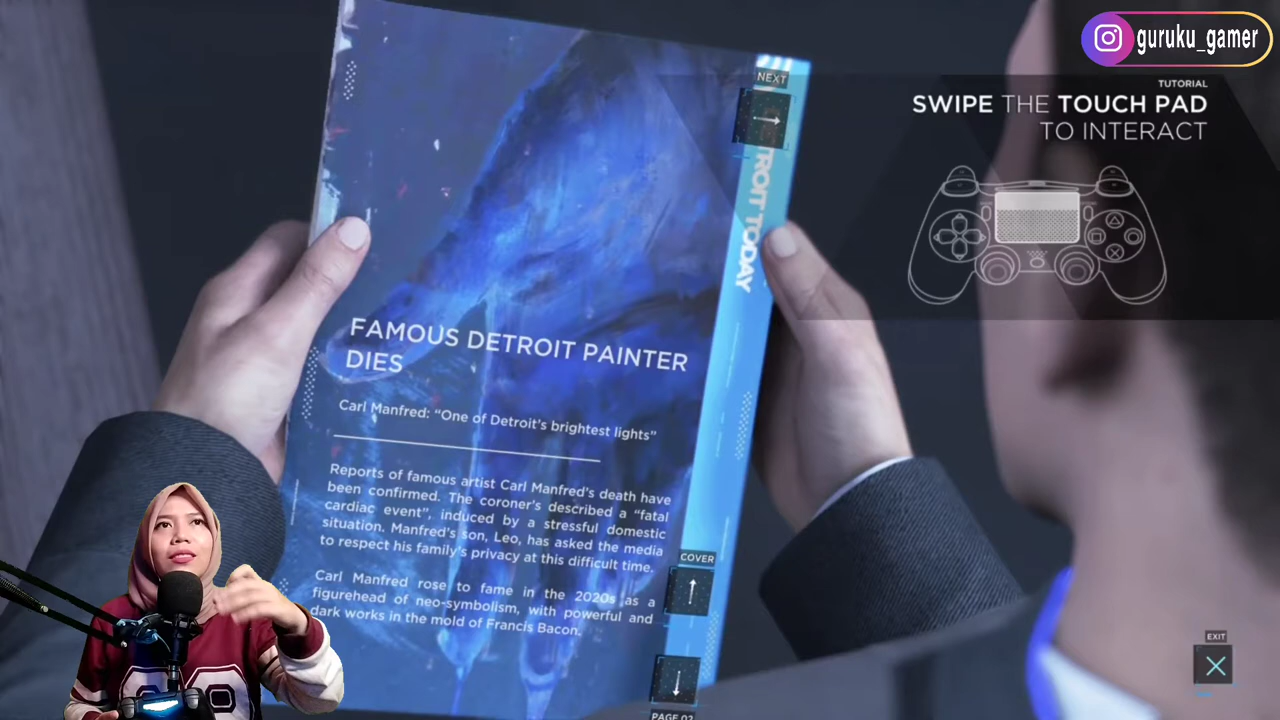 guruku_gamer
NEXT
TUTORIAL
SWIPE THE TOUCH PAD
TO INTERACT
DETROIT TODAY
FAMOUS DETROIT PAINTER
DIES
Carl Manfred: “One of Detroit’s brightest lights”
Reports of famous artist Carl Manfred’s death have
been confirmed. The coroner’s described a “fatal
cardiac event”, induced by a stressful domestic
situation. Manfred’s son, Leo, has asked the media
to respect his family’s privacy at this difficult time.
Carl Manfred rose to fame in the 2020s as a
figurehead of neo-symbolism, with powerful and
dark works in the mold of Francis Bacon.
COVER
PAGE 02
EXIT